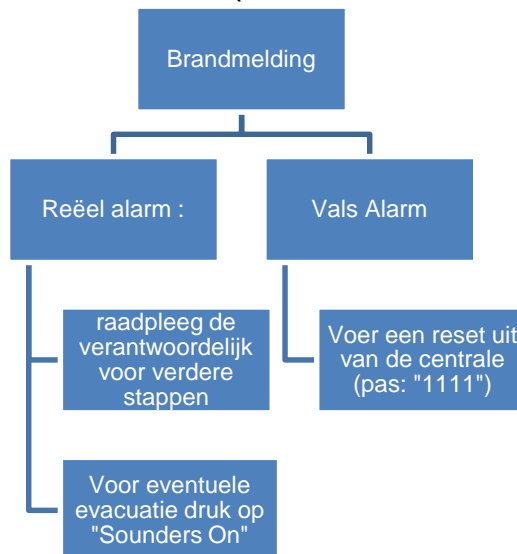 Brandmelding
Reëel alarm :
Vals Alarm
raadpleeg de
verantwoordelijk
voor verdere
stappen
Voer een reset uit
van de centrale
(pas: "1111")
Voor eventuele
evacuatie druk op
"Sounders On"